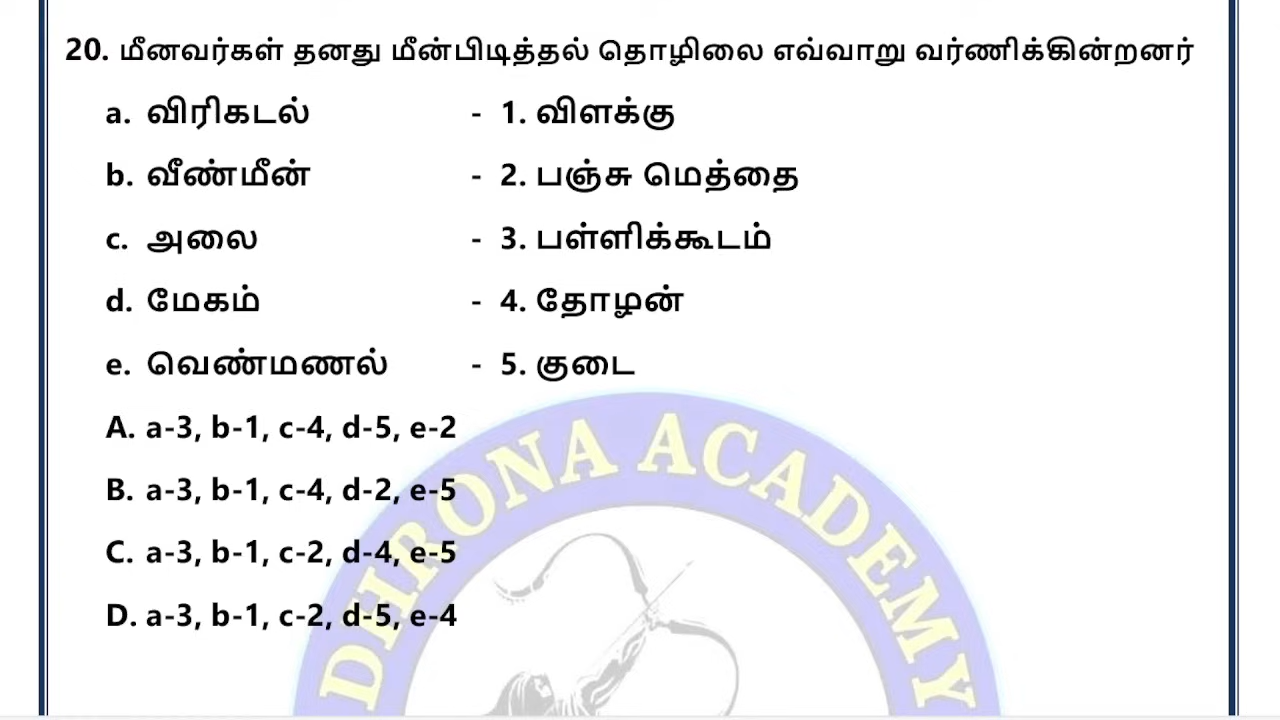 20. மீனவர்கள் தனது மீன்பிடித்தல் தொழிலை எவ்வாறு வர்ணிக்கின்றனர்
a. விரிகடல் - 1. விளக்கு
b. வீண்மீன் - 2. பஞ்சு மெத்தை
c. அலை - 3. பள்ளிக்கூடம்
d. மேகம் - 4. தோழன்
e. வெண்மணல் - 5. குடை
A. a-3, b-1, c-4, d-5, e-2
B. a-3, b-1, c-4, d-2, e-5
C. a-3, b-1, c-2, d-4, e-5
D. a-3, b-1, c-2, d-5, e-4
DHRONA ACADEMY